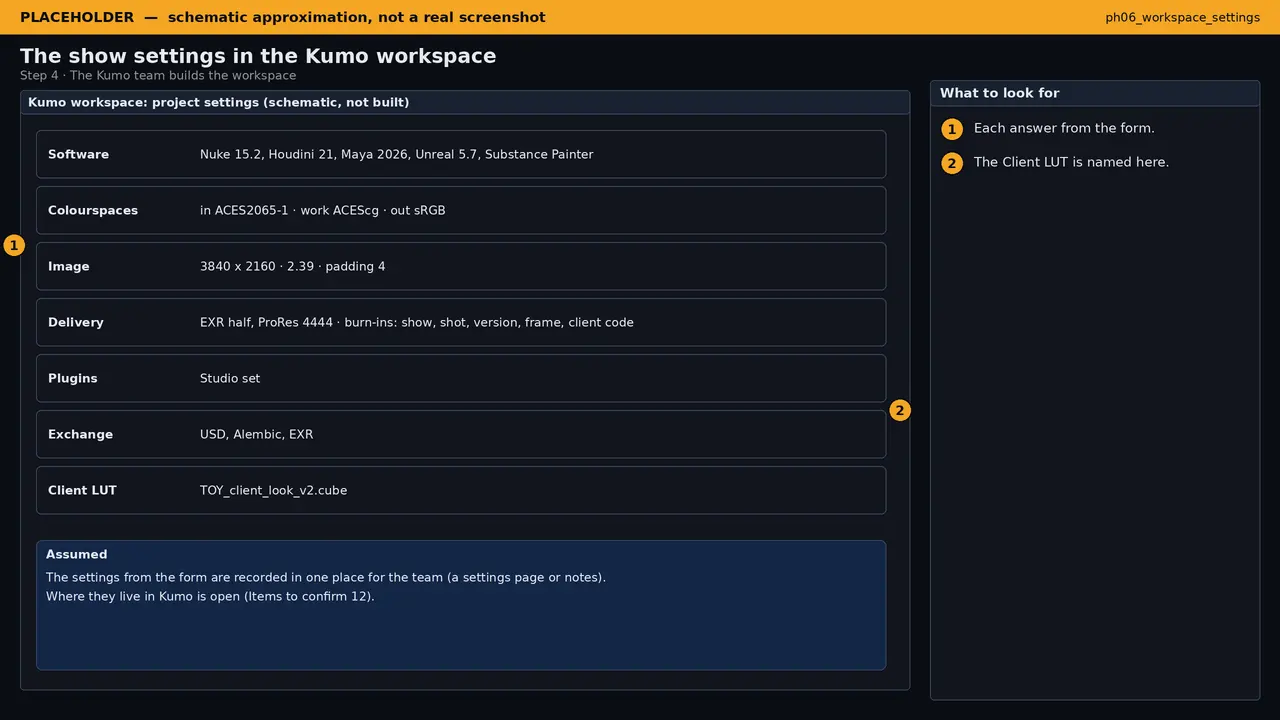 PLACEHOLDER — schematic approximation, not a real screenshot
ph06_workspace_settings
The show settings in the Kumo workspace
Step 4 · The Kumo team builds the workspace
Kumo workspace: project settings (schematic, not built)
Software Nuke 15.2, Houdini 21, Maya 2026, Unreal 5.7, Substance Painter
Colourspaces in ACES2065-1 · work ACEScg · out sRGB
1
Image 3840 x 2160 · 2.39 · padding 4
Delivery EXR half, ProRes 4444 · burn-ins: show, shot, version, frame, client code
Plugins Studio set
2
Exchange USD, Alembic, EXR
Client LUT TOY_client_look_v2.cube
Assumed
The settings from the form are recorded in one place for the team (a settings page or notes).
Where they live in Kumo is open (Items to confirm 12).
What to look for
1 Each answer from the form.
2 The Client LUT is named here.